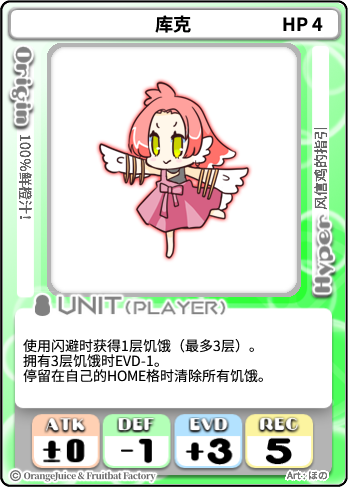 库克
HP 4
Origin
100%鲜橙汁!
Hyper
风信鸡的指引
UNIT (PLAYER)
使用闪避时获得1层饥饿（最多3层）。
拥有3层饥饿时EVD-1。
停留在自己的HOME格时清除所有饥饿。
ATK DEF EVD REC
±0 -1 +3 5
© OrangeJuice & Fruitbat Factory
Art : ほの